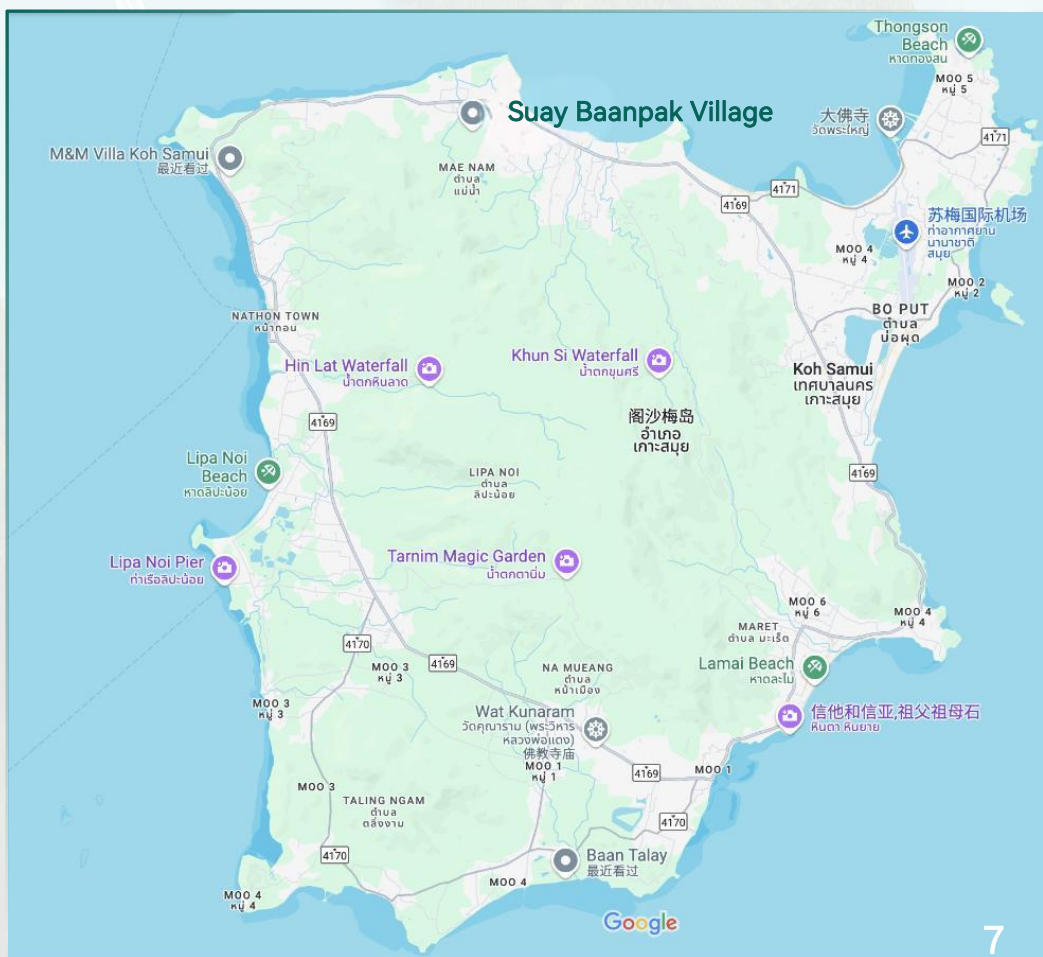 Thongson
Beach
หาดทองสน
MOO 5
หมู่ 5
Suay Baanpak Village
大佛寺
วัดพระใหญ่
4171
M&M Villa Koh Samui
最近看过
MAE NAM
ตำบล
แม่น้ำ
4171
4169
苏梅国际机场
ท่าอากาศยาน
นานาชาติ
สมุย
MOO 4
หมู่ 4
MOO 2
หมู่ 2
BO PUT
ตำบล
บ่อผุด
NATHON TOWN
หน้าทอน
Hin Lat Waterfall
น้ำตกหินลาด
Khun Si Waterfall
น้ำตกขุนศรี
Koh Samui
เทศบาลนคร
เกาะสมุย
阁沙梅岛
อำเภอ
เกาะสมุย
4169
Lipa Noi
Beach
หาดลิปะน้อย
LIPA NOI
ตำบล
ลิปะน้อย
4169
Lipa Noi Pier
ท่าเรือลิปะน้อย
Tarnim Magic Garden
น้ำตกตานิ่ม
MOO 6
หมู่ 6
MOO 4
หมู่ 4
MARET
ตำบล มะเร็ต
4170
MOO 3
หมู่ 3
4169
NA MUEANG
ตำบล
หน้าเมือง
Lamai Beach
หาดละไม
MOO 3
หมู่ 3
Wat Kunaram
วัดคุณาราม (พระวิหาร
หลวงพ่อแดง)
佛教寺庙
信他和信亚,祖父祖母石
หินตา หินยาย
MOO 1
หมู่ 1
4169
MOO 1
MOO 3
TALING NGAM
ตำบล
ตลิ่งงาม
4170
4170
Baan Talay
最近看过
MOO 4
MOO 4
หมู่ 4
Google
7